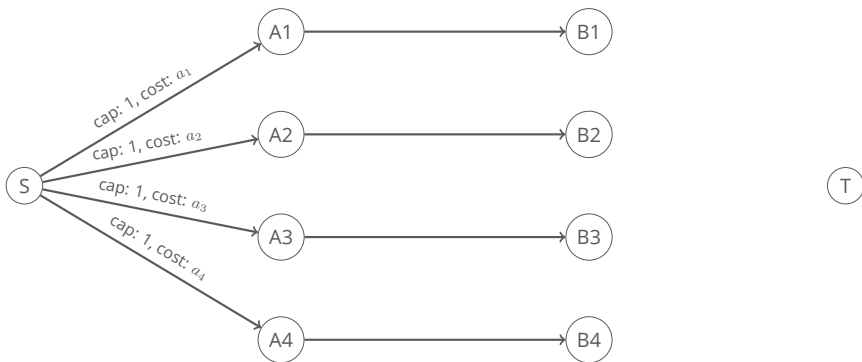 A1
B1
cap: 1, cost: a₁
A2
B2
cap: 1, cost: a₂
S
T
cap: 1, cost: a₃
A3
B3
cap: 1, cost: a₄
A4
B4